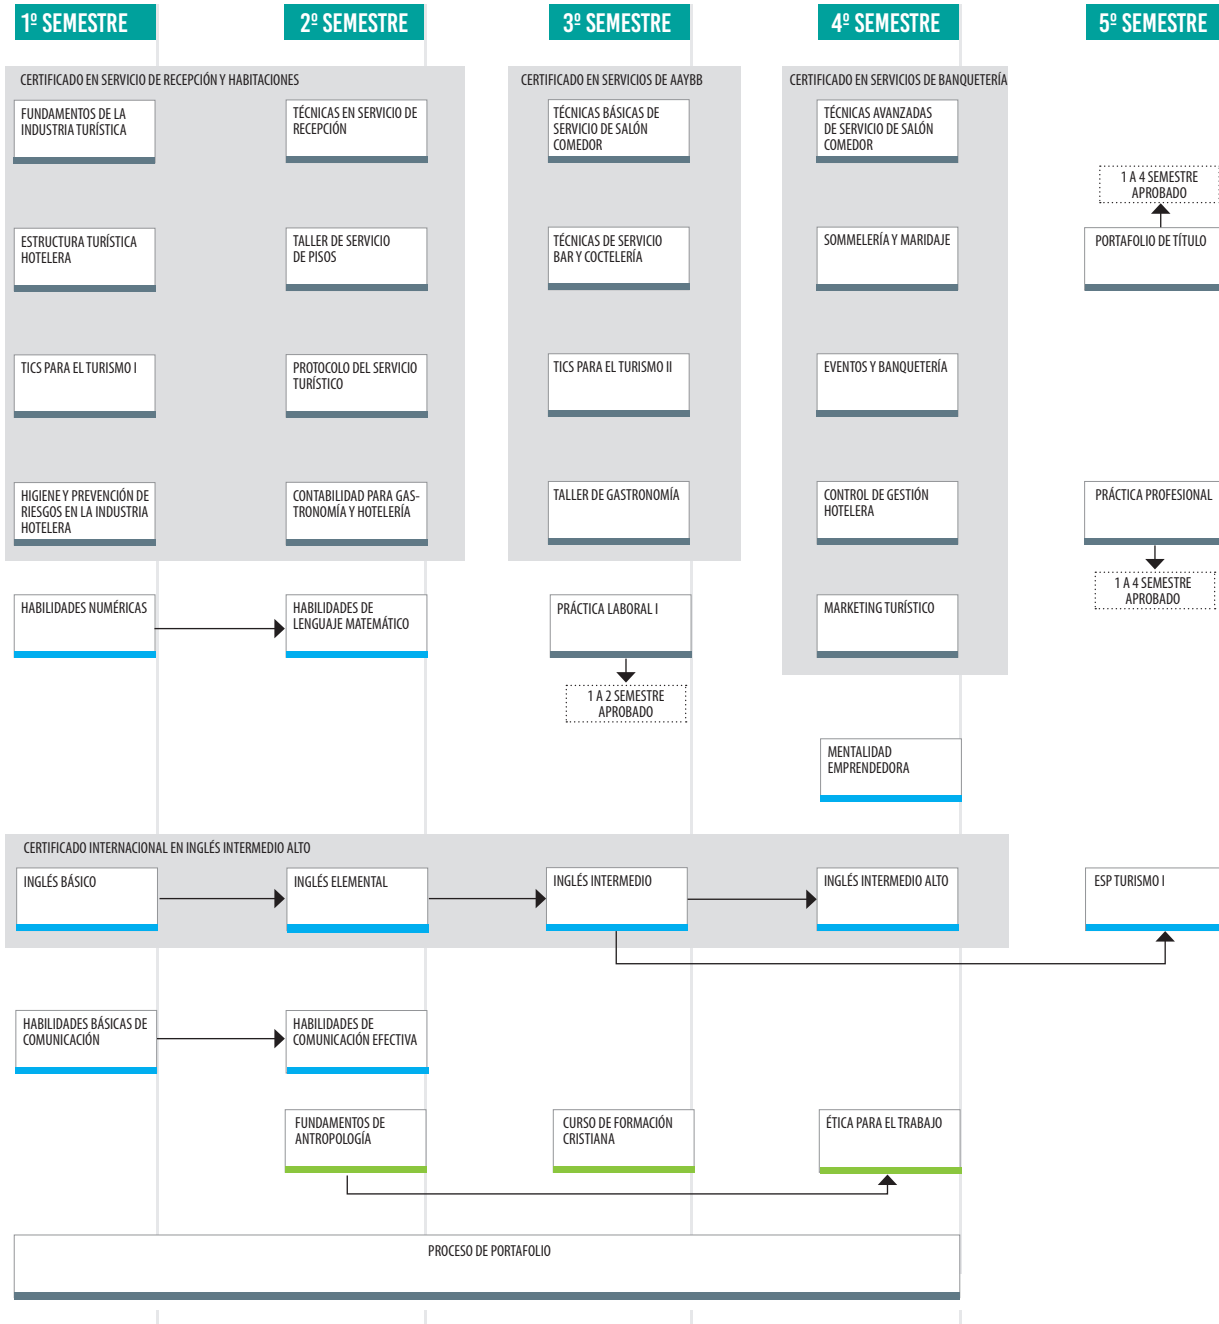 1º SEMESTRE
2º SEMESTRE
3º SEMESTRE
4º SEMESTRE
5º SEMESTRE
CERTIFICADO EN SERVICIO DE RECEPCIÓN Y HABITACIONES
CERTIFICADO EN SERVICIOS DE AAYBB
CERTIFICADO EN SERVICIOS DE BANQUETERÍA
FUNDAMENTOS DE LA
INDUSTRIA TURÍSTICA
TÉCNICAS EN SERVICIO DE
RECEPCIÓN
TÉCNICAS BÁSICAS DE
SERVICIO DE SALÓN
COMEDOR
TÉCNICAS AVANZADAS
DE SERVICIO DE SALÓN
COMEDOR
1 A 4 SEMESTRE
APROBADO
ESTRUCTURA TURÍSTICA
HOTELERA
TALLER DE SERVICIO
DE PISOS
TÉCNICAS DE SERVICIO
BAR Y COCTELERÍA
SOMMELERÍA Y MARIDAJE
PORTAFOLIO DE TÍTULO
TICS PARA EL TURISMO I
PROTOCOLO DEL SERVICIO
TURÍSTICO
TICS PARA EL TURISMO II
EVENTOS Y BANQUETERÍA
HIGIENE Y PREVENCIÓN DE
RIESGOS EN LA INDUSTRIA
HOTELERA
CONTABILIDAD PARA GAS-
TRONOMÍA Y HOTELERÍA
TALLER DE GASTRONOMÍA
CONTROL DE GESTIÓN
HOTELERA
PRÁCTICA PROFESIONAL
1 A 4 SEMESTRE
APROBADO
HABILIDADES NUMÉRICAS
HABILIDADES DE
LENGUAJE MATEMÁTICO
PRÁCTICA LABORAL I
MARKETING TURÍSTICO
1 A 2 SEMESTRE
APROBADO
MENTALIDAD
EMPRENDEDORA
CERTIFICADO INTERNACIONAL EN INGLÉS INTERMEDIO ALTO
INGLÉS BÁSICO
INGLÉS ELEMENTAL
INGLÉS INTERMEDIO
INGLÉS INTERMEDIO ALTO
ESP TURISMO I
HABILIDADES BÁSICAS DE
COMUNICACIÓN
HABILIDADES DE
COMUNICACIÓN EFECTIVA
FUNDAMENTOS DE
ANTROPOLOGÍA
CURSO DE FORMACIÓN
CRISTIANA
ÉTICA PARA EL TRABAJO
PROCESO DE PORTAFOLIO